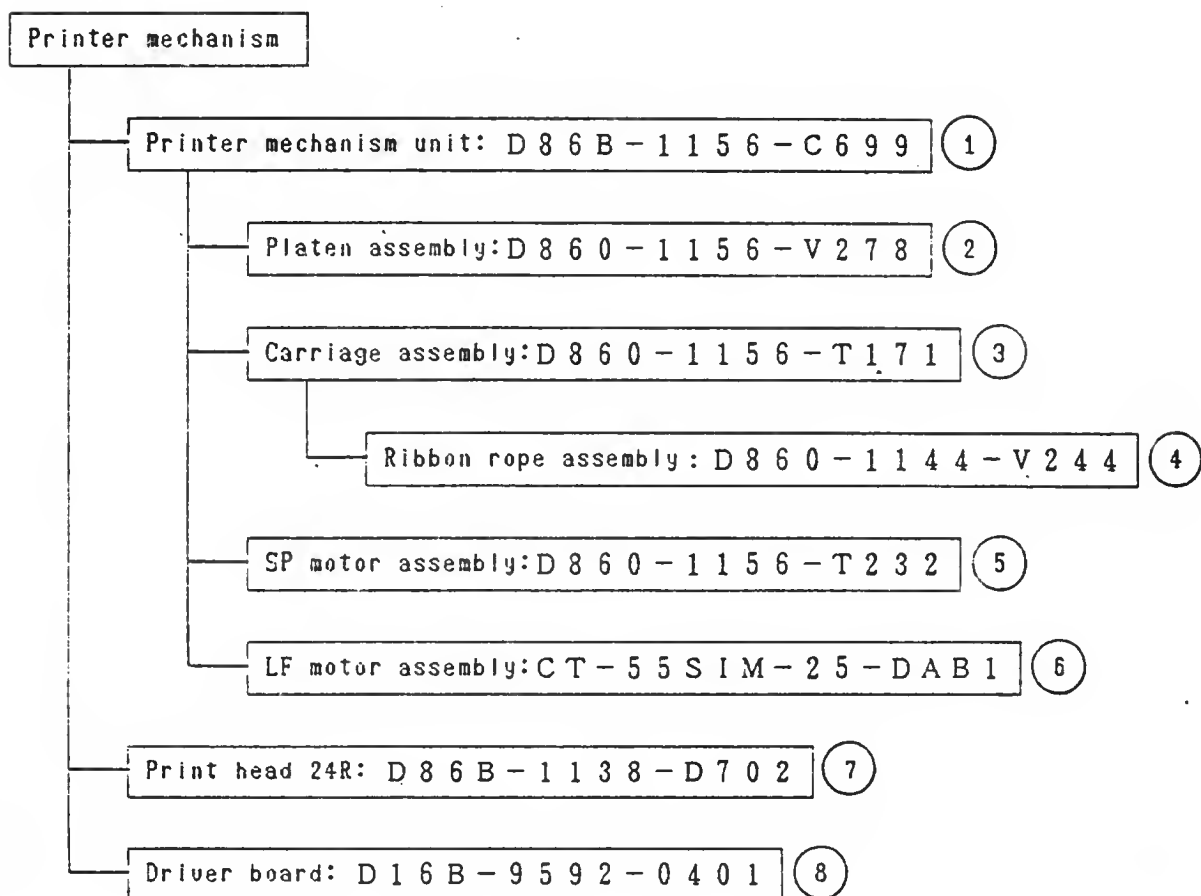 Printer mechanism
Printer mechanism unit: D86B-1156-C699 1
Platen assembly: D860-1156-V278 2
Carriage assembly: D860-1156-T171 3
Ribbon rope assembly: D860-1144-V244 4
SP motor assembly: D860-1156-T232 5
LF motor assembly: CT-55SIM-25-DAB1 6
Print head 24R: D86B-1138-D702 7
Driver board: D16B-9592-0401 8